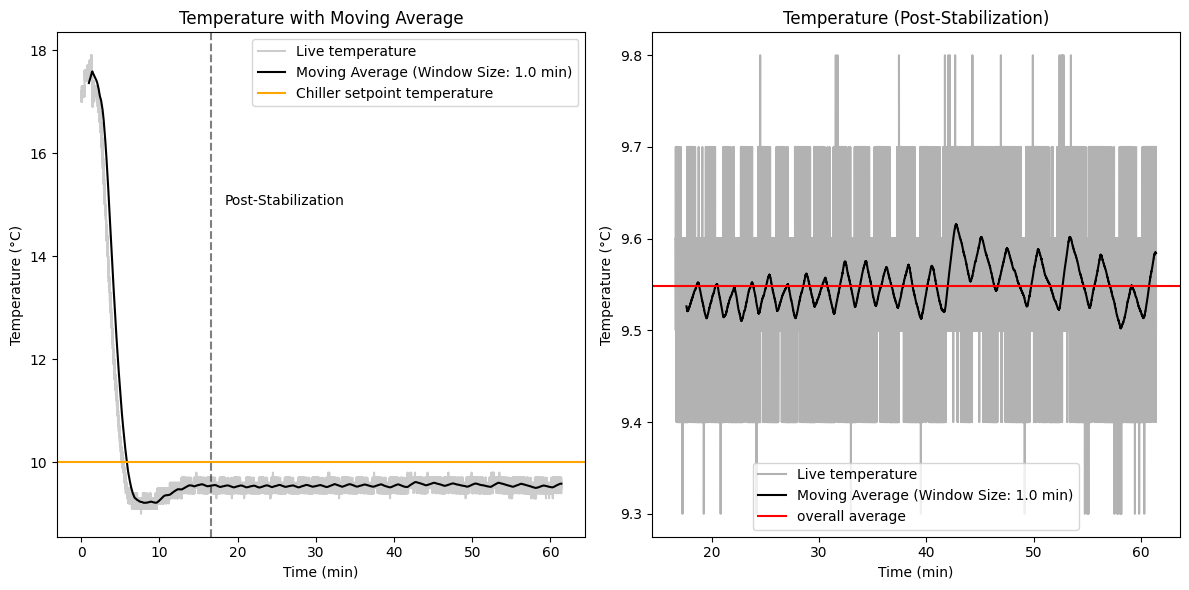 Temperature with Moving Average
Live temperature
Moving Average (Window Size: 1.0 min)
Chiller setpoint temperature
Post-Stabilization
Temperature (°C)
18
16
14
12
10
0 10 20 30 40 50 60
Time (min)
Temperature (Post-Stabilization)
Temperature (°C)
9.8
9.7
9.6
9.5
9.4
9.3
Live temperature
Moving Average (Window Size: 1.0 min)
overall average
20 30 40 50 60
Time (min)